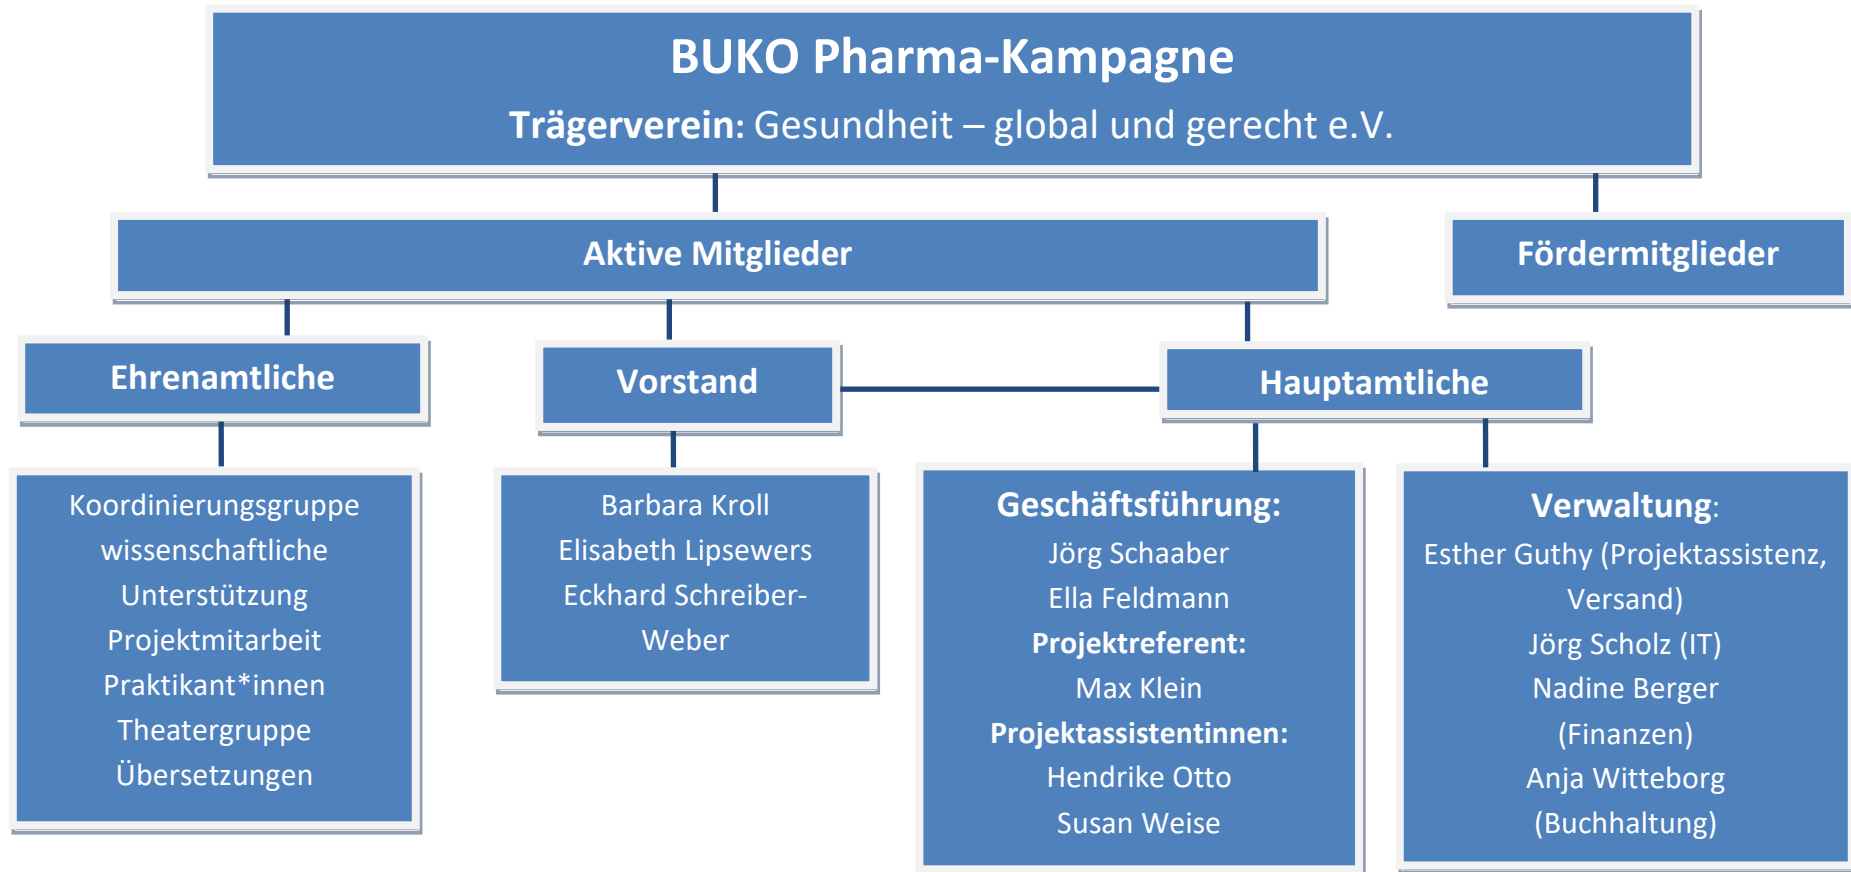 BUKO Pharma-Kampagne
Trägerverein: Gesundheit – global und gerecht e.V.
Aktive Mitglieder
Fördermitglieder
Ehrenamtliche
Vorstand
Hauptamtliche
Koordinierungsgruppe
wissenschaftliche
Unterstützung
Projektmitarbeit
Praktikant*innen
Theatergruppe
Übersetzungen
Barbara Kroll
Elisabeth Lipsewers
Eckhard Schreiber-
Weber
Geschäftsführung:
Jörg Schaaber
Ella Feldmann
Projektreferent:
Max Klein
Projektassistentinnen:
Hendrike Otto
Susan Weise
Verwaltung:
Esther Guthy (Projektassistenz,
Versand)
Jörg Scholz (IT)
Nadine Berger
(Finanzen)
Anja Witteborg
(Buchhaltung)